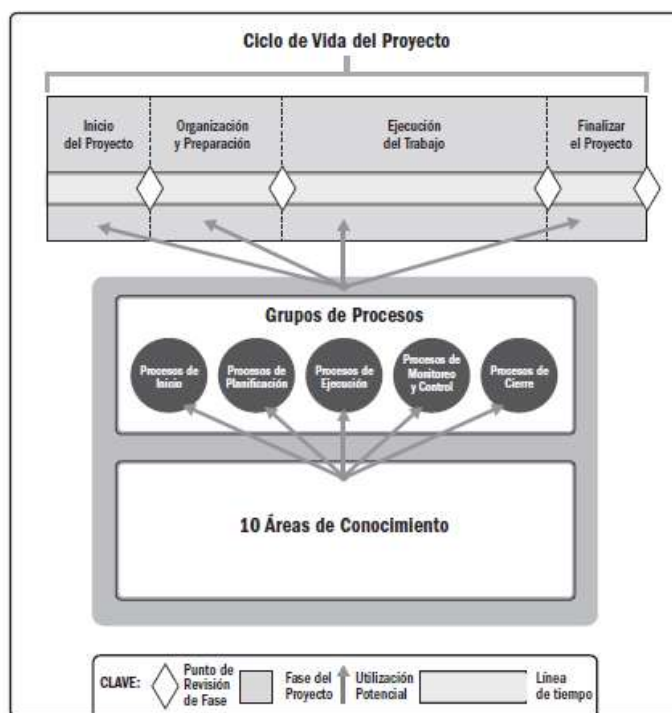 Ciclo de Vida del Proyecto
Inicio
del Proyecto
Organización
y Preparación
Ejecución
del Trabajo
Finalizar
el Proyecto
Grupos de Procesos
Procesos de
Inicio
Procesos de
Planificación
Procesos de
Ejecución
Procesos de
Monitoreo
y Control
Procesos de
Cierre
10 Áreas de Conocimiento
CLAVE:
Punto de
Revisión
de Fase
Fase del
Proyecto
Utilización
Potencial
Línea
de tiempo